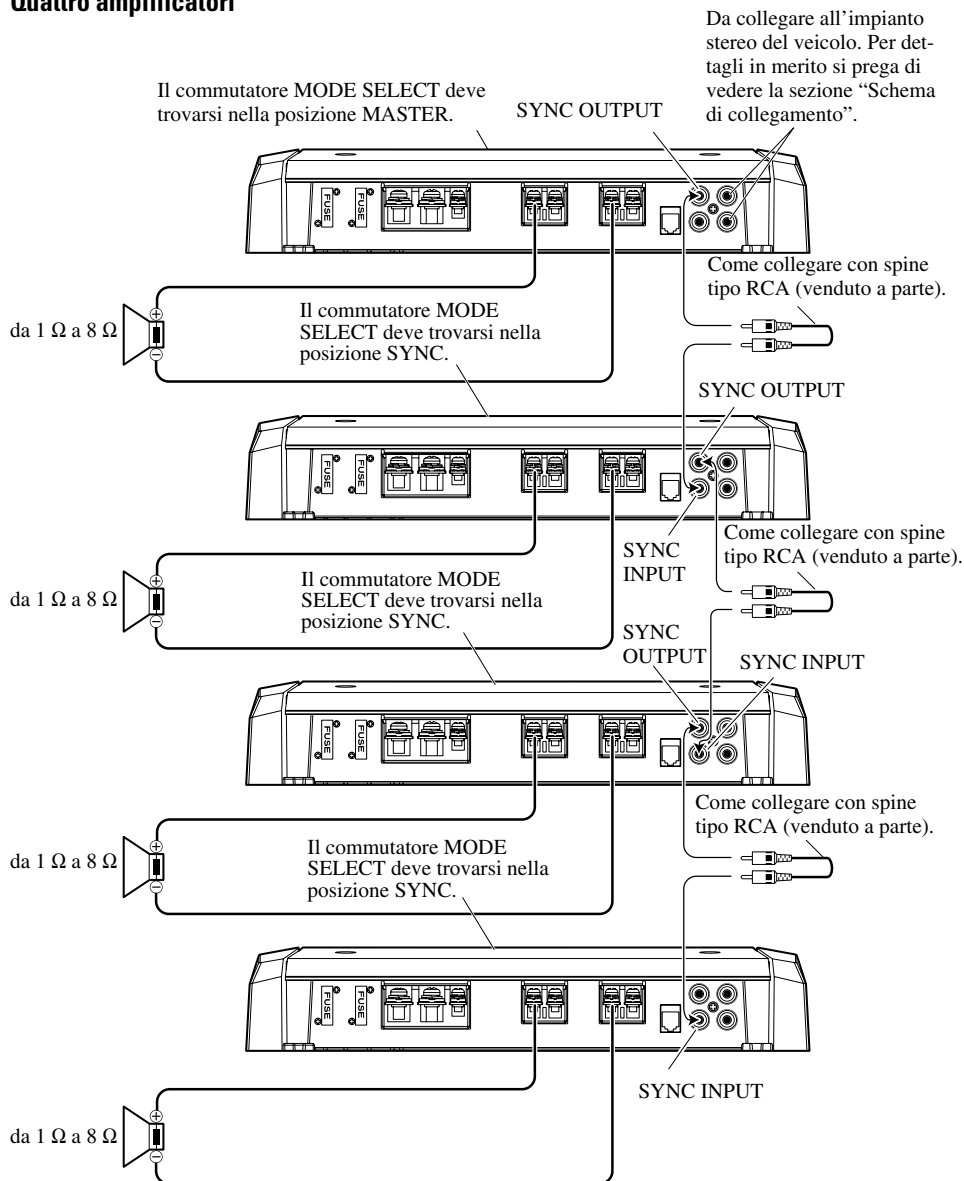 Quattro amplificatori
Da collegare all'impianto
stereo del veicolo. Per det-
tagli in merito si prega di
vedere la sezione “Schema
di collegamento”.
Il commutatore MODE SELECT deve
trovarsi nella posizione MASTER.
SYNC OUTPUT
FUSE
FUSE
Come collegare con spine
tipo RCA (venduto a parte).
da 1 Ω a 8 Ω
+
−
Il commutatore MODE
SELECT deve trovarsi nella
posizione SYNC.
SYNC OUTPUT
FUSE
FUSE
SYNC
INPUT
Come collegare con spine
tipo RCA (venduto a parte).
da 1 Ω a 8 Ω
+
−
Il commutatore MODE
SELECT deve trovarsi nella
posizione SYNC.
SYNC
OUTPUT
SYNC INPUT
FUSE
FUSE
Come collegare con spine
tipo RCA (venduto a parte).
da 1 Ω a 8 Ω
+
−
Il commutatore MODE
SELECT deve trovarsi nella
posizione SYNC.
FUSE
FUSE
SYNC INPUT
da 1 Ω a 8 Ω
+
−